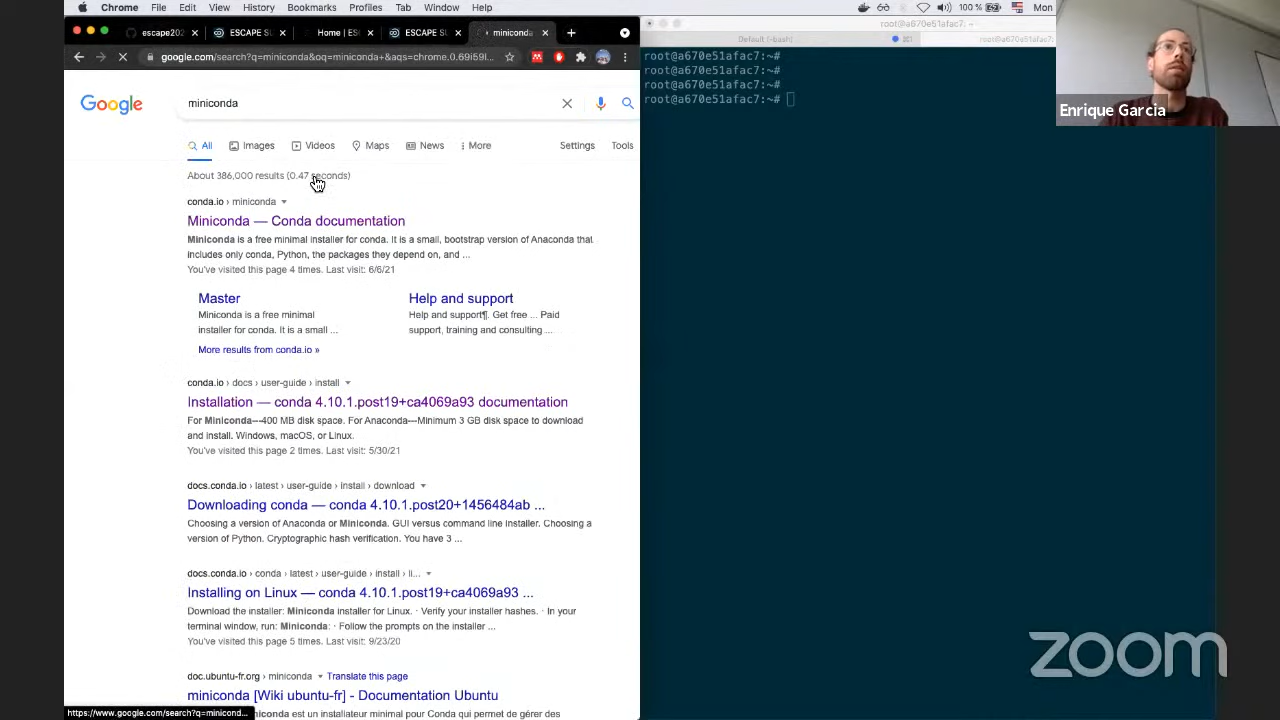 Chrome File Edit View History Bookmarks Profiles Tab Window Help
100 % Mon
Home
miniconda
google.com/search?q=miniconda&oq=miniconda+&aqs=chrome.0.69i59l...
Google
miniconda
All Images Videos Maps News More Settings Tools
About 386,000 results (0.47 seconds)
conda.io › miniconda
Miniconda — Conda documentation
Miniconda is a free minimal installer for conda. It is a small, bootstrap version of Anaconda that
includes only conda, Python, the packages they depend on, and ...
You've visited this page 4 times. Last visit: 6/6/21
Master Help and support
Miniconda is a free minimal Help and support¶. Get free ... Paid
installer for conda. It is a small ... support, training and consulting ...
More results from conda.io »
conda.io › docs › user-guide › install
Installation — conda 4.10.1.post19+ca4069a93 documentation
For Miniconda---400 MB disk space. For Anaconda---Minimum 3 GB disk space to download
and install. Windows, macOS, or Linux.
You've visited this page 2 times. Last visit: 5/30/21
docs.conda.io › latest › user-guide › install › download
Downloading conda — conda 4.10.1.post20+1456484ab ...
Choosing a version of Anaconda or Miniconda. GUI versus command line installer. Choosing a
version of Python. Cryptographic hash verification. You have 3 ...
docs.conda.io › conda › latest › user-guide › install › li...
Installing on Linux — conda 4.10.1.post19+ca4069a93 ...
Download the installer: Miniconda installer for Linux. · Verify your installer hashes. · In your
terminal window, run: Miniconda: · Follow the prompts on the installer ...
You've visited this page 5 times. Last visit: 9/23/20
doc.ubuntu-fr.org › miniconda Translate this page
miniconda [Wiki ubuntu-fr] - Documentation Ubuntu
est un installateur minimal pour Conda qui permet de gérer des
https://www.google.com/search?q=minicond...
root@a670e51afac7: ~
Default (-bash)
root@a670e51afac7:~#
root@a670e51afac7:~#
root@a670e51afac7:~#
root@a670e51afac7:~#
Enrique Garcia
zoom